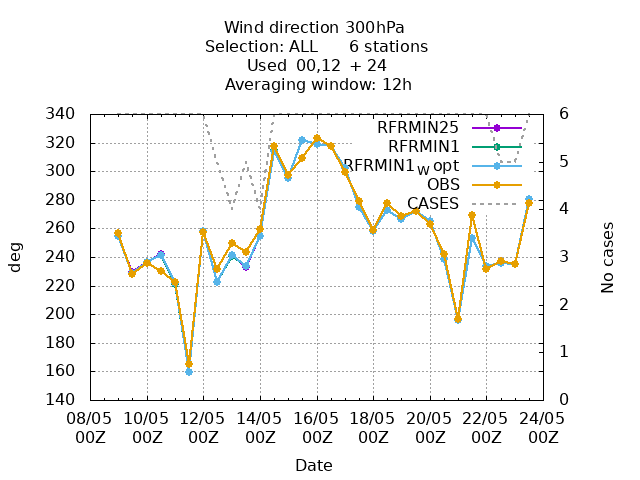 Wind direction 300hPa
Selection: ALL 6 stations
Used 00,12 + 24
Averaging window: 12h
340 6
RFRMIN25
320
RFRMIN1
300 5
RFRMIN1w opt
OBS
280 4
CASES
260
deg
240 3
No cases
220
2
200
180
1
160
140 0
08/05 10/05 12/05 14/05 16/05 18/05 20/05 22/05 24/05
00Z 00Z 00Z 00Z 00Z 00Z 00Z 00Z 00Z
Date